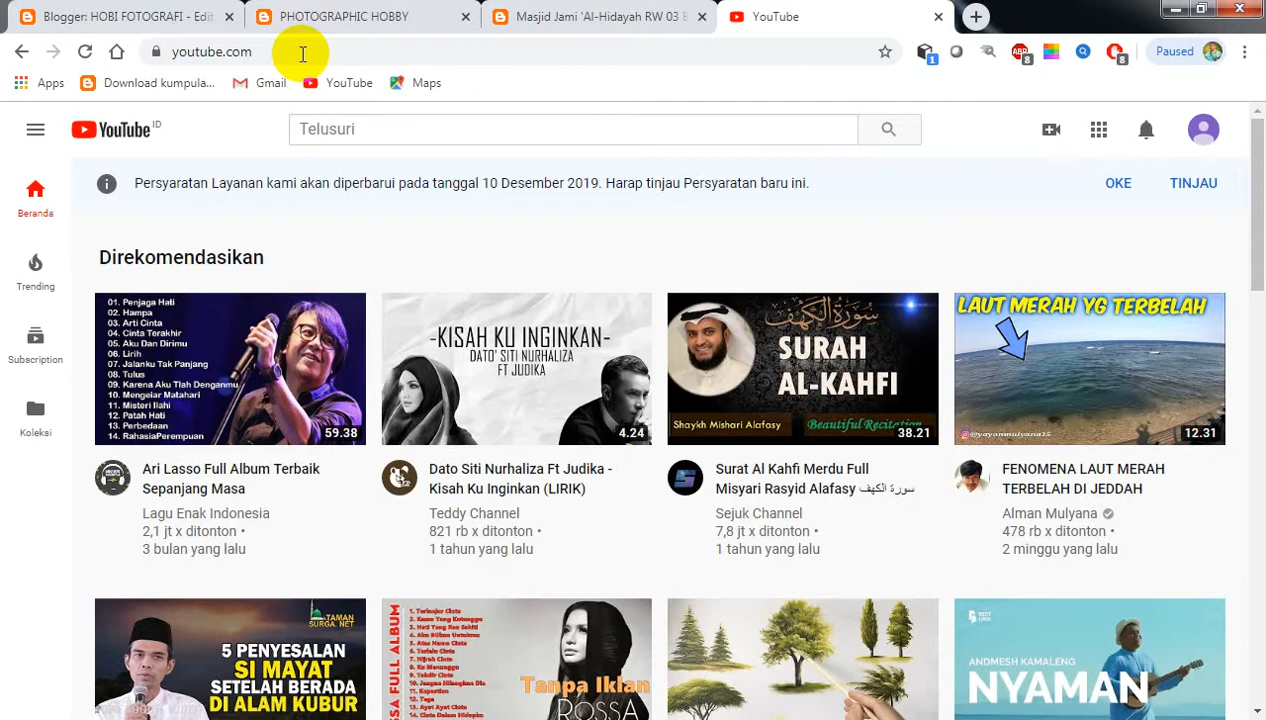 Blogger: HOBI FOTOGRAFI - Edit
PHOTOGRAPHIC HOBBY
Masjid Jami 'Al-Hidayah RW 03
YouTube
youtube.com
1
8
8
Paused
Apps
Download kumpula...
Gmail
YouTube
Maps
YouTube ID
Telusuri
Persyaratan Layanan kami akan diperbarui pada tanggal 10 Desember 2019. Harap tinjau Persyaratan baru ini.
OKE
TINJAU
Beranda
Trending
Subscription
Koleksi
Direkomendasikan
01. Penjaga Hati
02. Hampa
03. Arti Cinta
04. Cinta Terakhir
05. Aku Dan Dirimu
06. Lirih
07. Jalanku Tak Panjang
08. Tulus
09. Karena Aku Tlah Denganmu
10. Mengejar Matahari
11. Misteri Ilahi
12. Patah Hati
13. Perbedaan
14. RahasiaPerempuan
59.38
Ari Lasso Full Album Terbaik
Sepanjang Masa
Lagu Enak Indonesia
2,1 jt x ditonton •
3 bulan yang lalu
-KISAH KU INGINKAN-
DATO' SITI NURHALIZA
FT JUDIKA
4.24
Dato Siti Nurhaliza Ft Judika -
Kisah Ku Inginkan (LIRIK)
Teddy Channel
821 rb x ditonton •
1 tahun yang lalu
سورة الكهف
SURAH
AL-KAHFI
Shaykh Mishari Alafasy
Beautiful Recitation
38.21
Surat Al Kahfi Merdu Full
Misyari Rasyid Alafasy سورة الكهف
Sejuk Channel
7,8 jt x ditonton •
1 tahun yang lalu
LAUT MERAH YG TERBELAH
@yayanmulyana15
12.31
FENOMENA LAUT MERAH
TERBELAH DI JEDDAH
Alman Mulyana
478 rb x ditonton •
2 minggu yang lalu
TAMAN
SURGA.NET
5 PENYESALAN
SI MAYAT
SETELAH BERADA
DI ALAM KUBUR
ROSSA FULL ALBUM
Tanpa Iklan
ROSSA
ANDMESH KAMALENG
NYAMAN